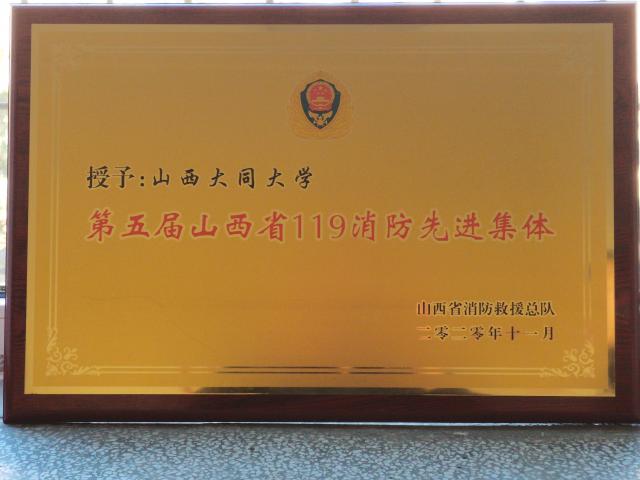 授予:山西大同大学
第五届山西省119消防先进集体
山西省消防救援总队
二零二零年十一月